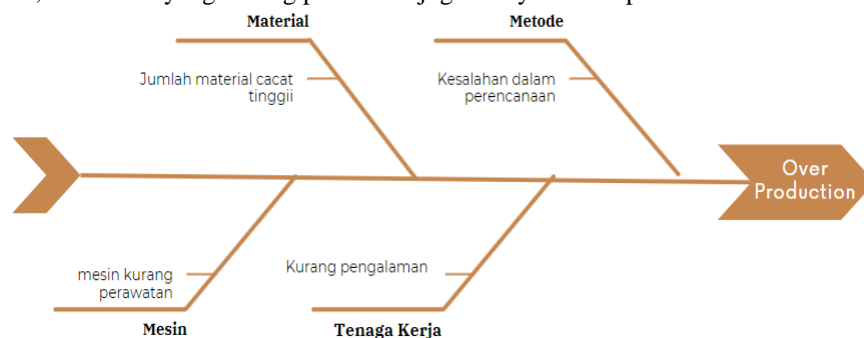 Material
Metode
Jumlah material cacat
tinggii
Kesalahan dalam
perencanaan
Over
Production
mesin kurang
perawatan
Kurang pengalaman
Mesin
Tenaga Kerja